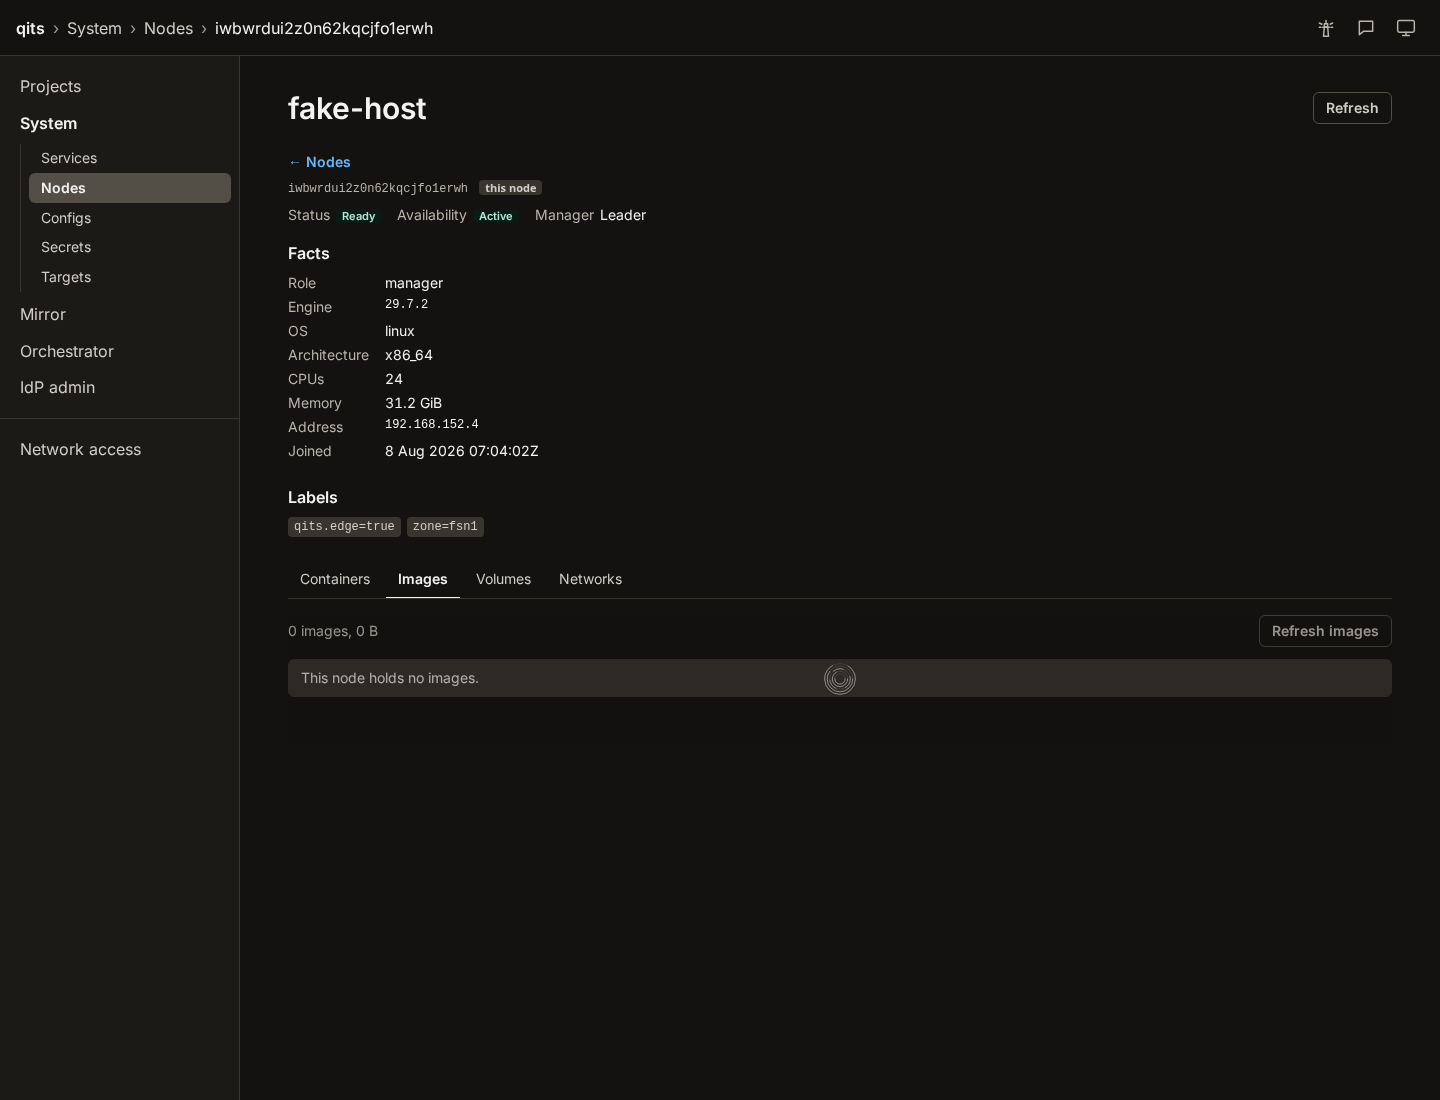 qits › System › Nodes › iwbwrdui2z0n62kqcjfo1erwh
Projects
System
Services
Nodes
Configs
Secrets
Targets
Mirror
Orchestrator
IdP admin
Network access
fake-host
Refresh
← Nodes
iwbwrdui2z0n62kqcjfo1erwh this node
Status Ready Availability Active Manager Leader
Facts
Role manager
Engine 29.7.2
OS linux
Architecture x86_64
CPUs 24
Memory 31.2 GiB
Address 192.168.152.4
Joined 8 Aug 2026 07:04:02Z
Labels
qits.edge=true zone=fsn1
Containers Images Volumes Networks
0 images, 0 B
Refresh images
This node holds no images.